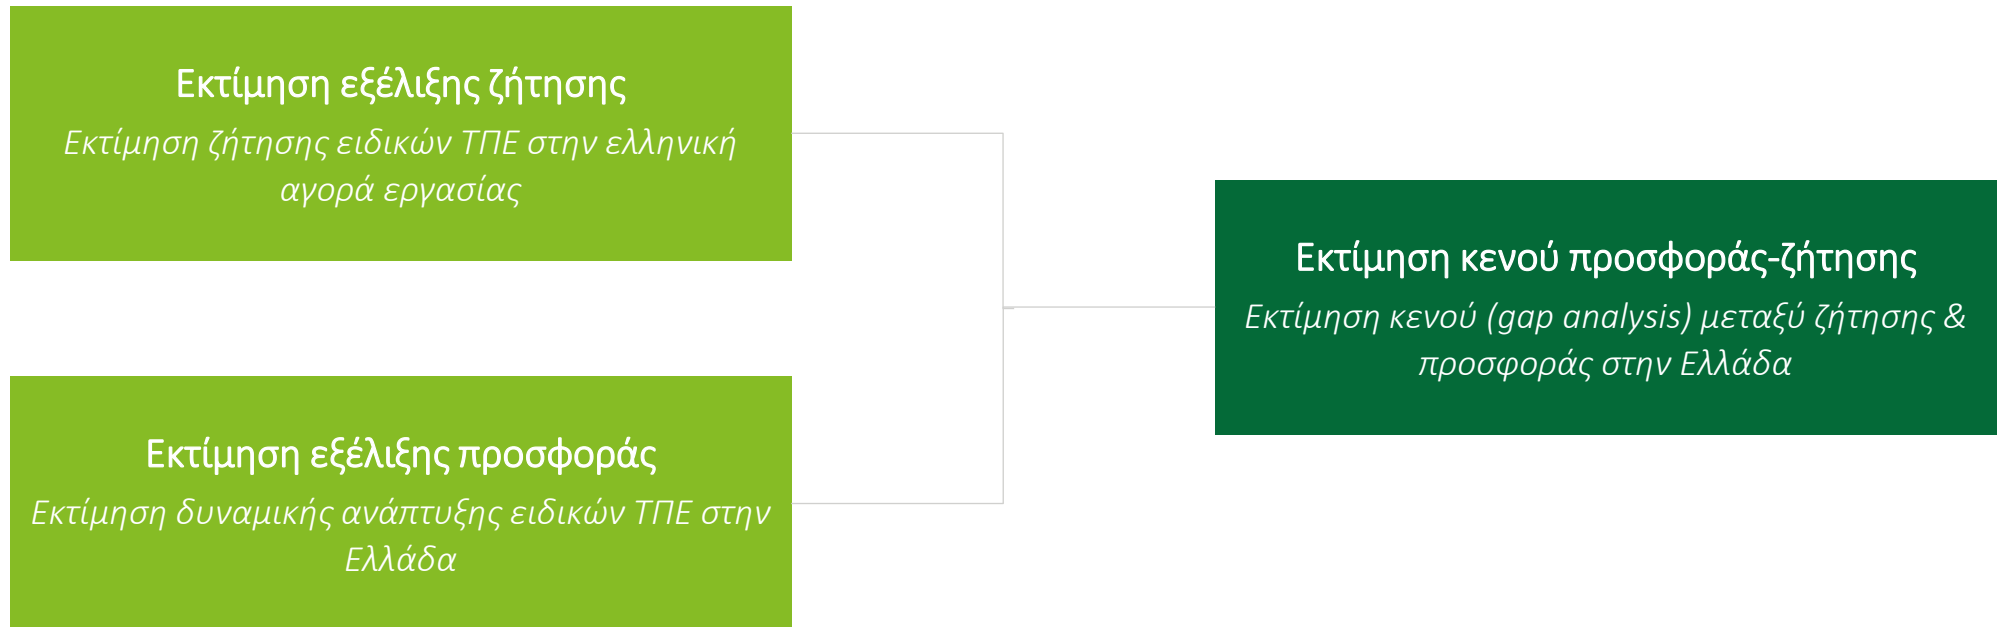 Εκτίμηση εξέλιξης ζήτησης
Εκτίμηση ζήτησης ειδικών ΤΠΕ στην ελληνική
αγορά εργασίας
Εκτίμηση εξέλιξης προσφοράς
Εκτίμηση δυναμικής ανάπτυξης ειδικών ΤΠΕ στην
Ελλάδα
Εκτίμηση κενού προσφοράς-ζήτησης
Εκτίμηση κενού (gap analysis) μεταξύ ζήτησης &
προσφοράς στην Ελλάδα